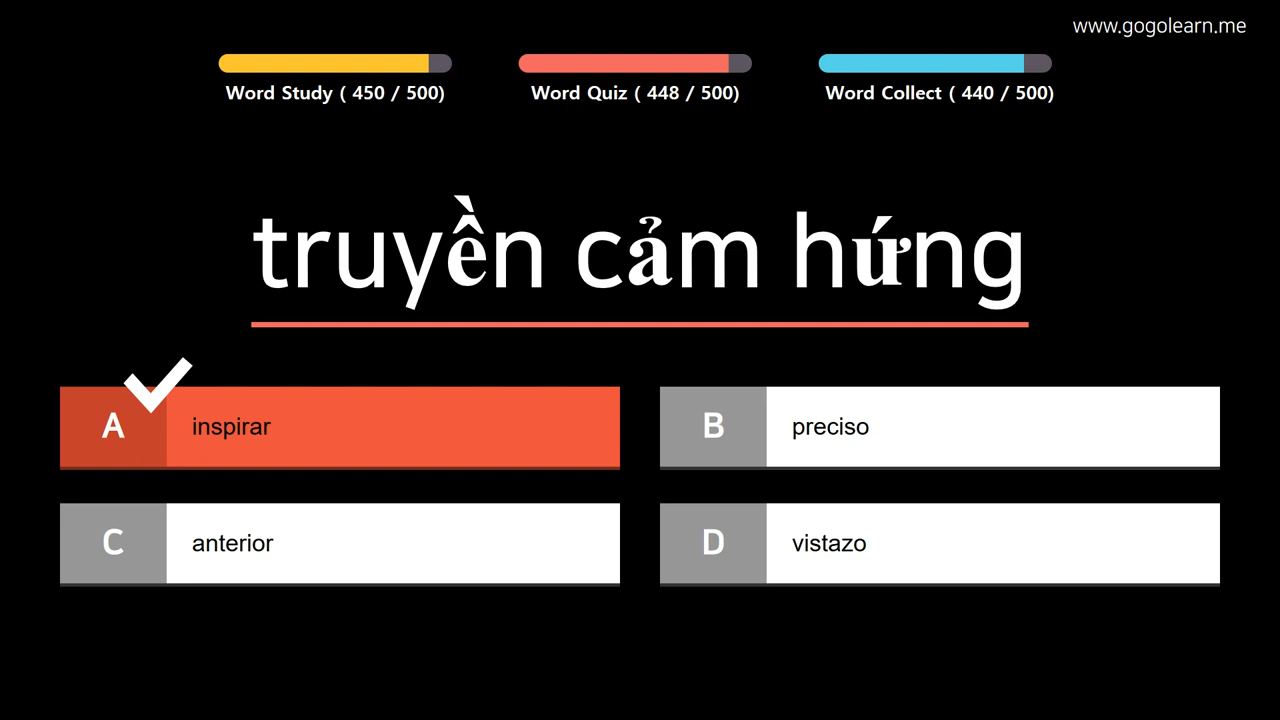 www.gogolearn.me
Word Study ( 450 / 500)
Word Quiz ( 448 / 500)
Word Collect ( 440 / 500)
truyền cảm hứng
A inspirar
B preciso
C anterior
D vistazo